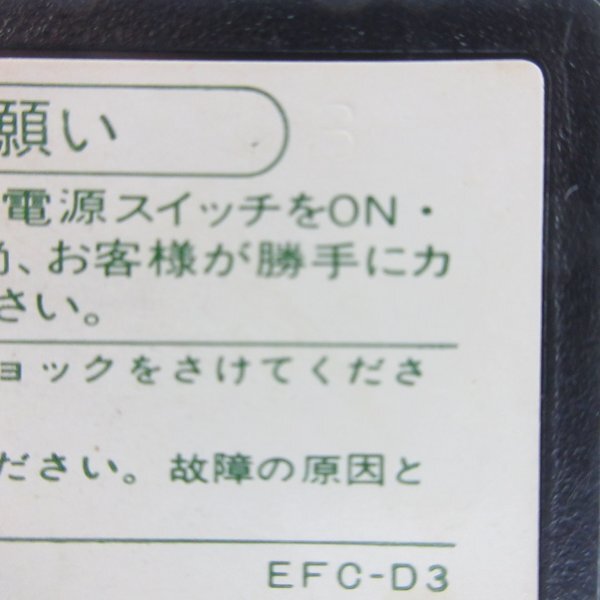 願い
電源スイッチをON・
、お客様が勝手にカ
さい。
ョックをさけてくださ
ださい。故障の原因と
EFC-D3